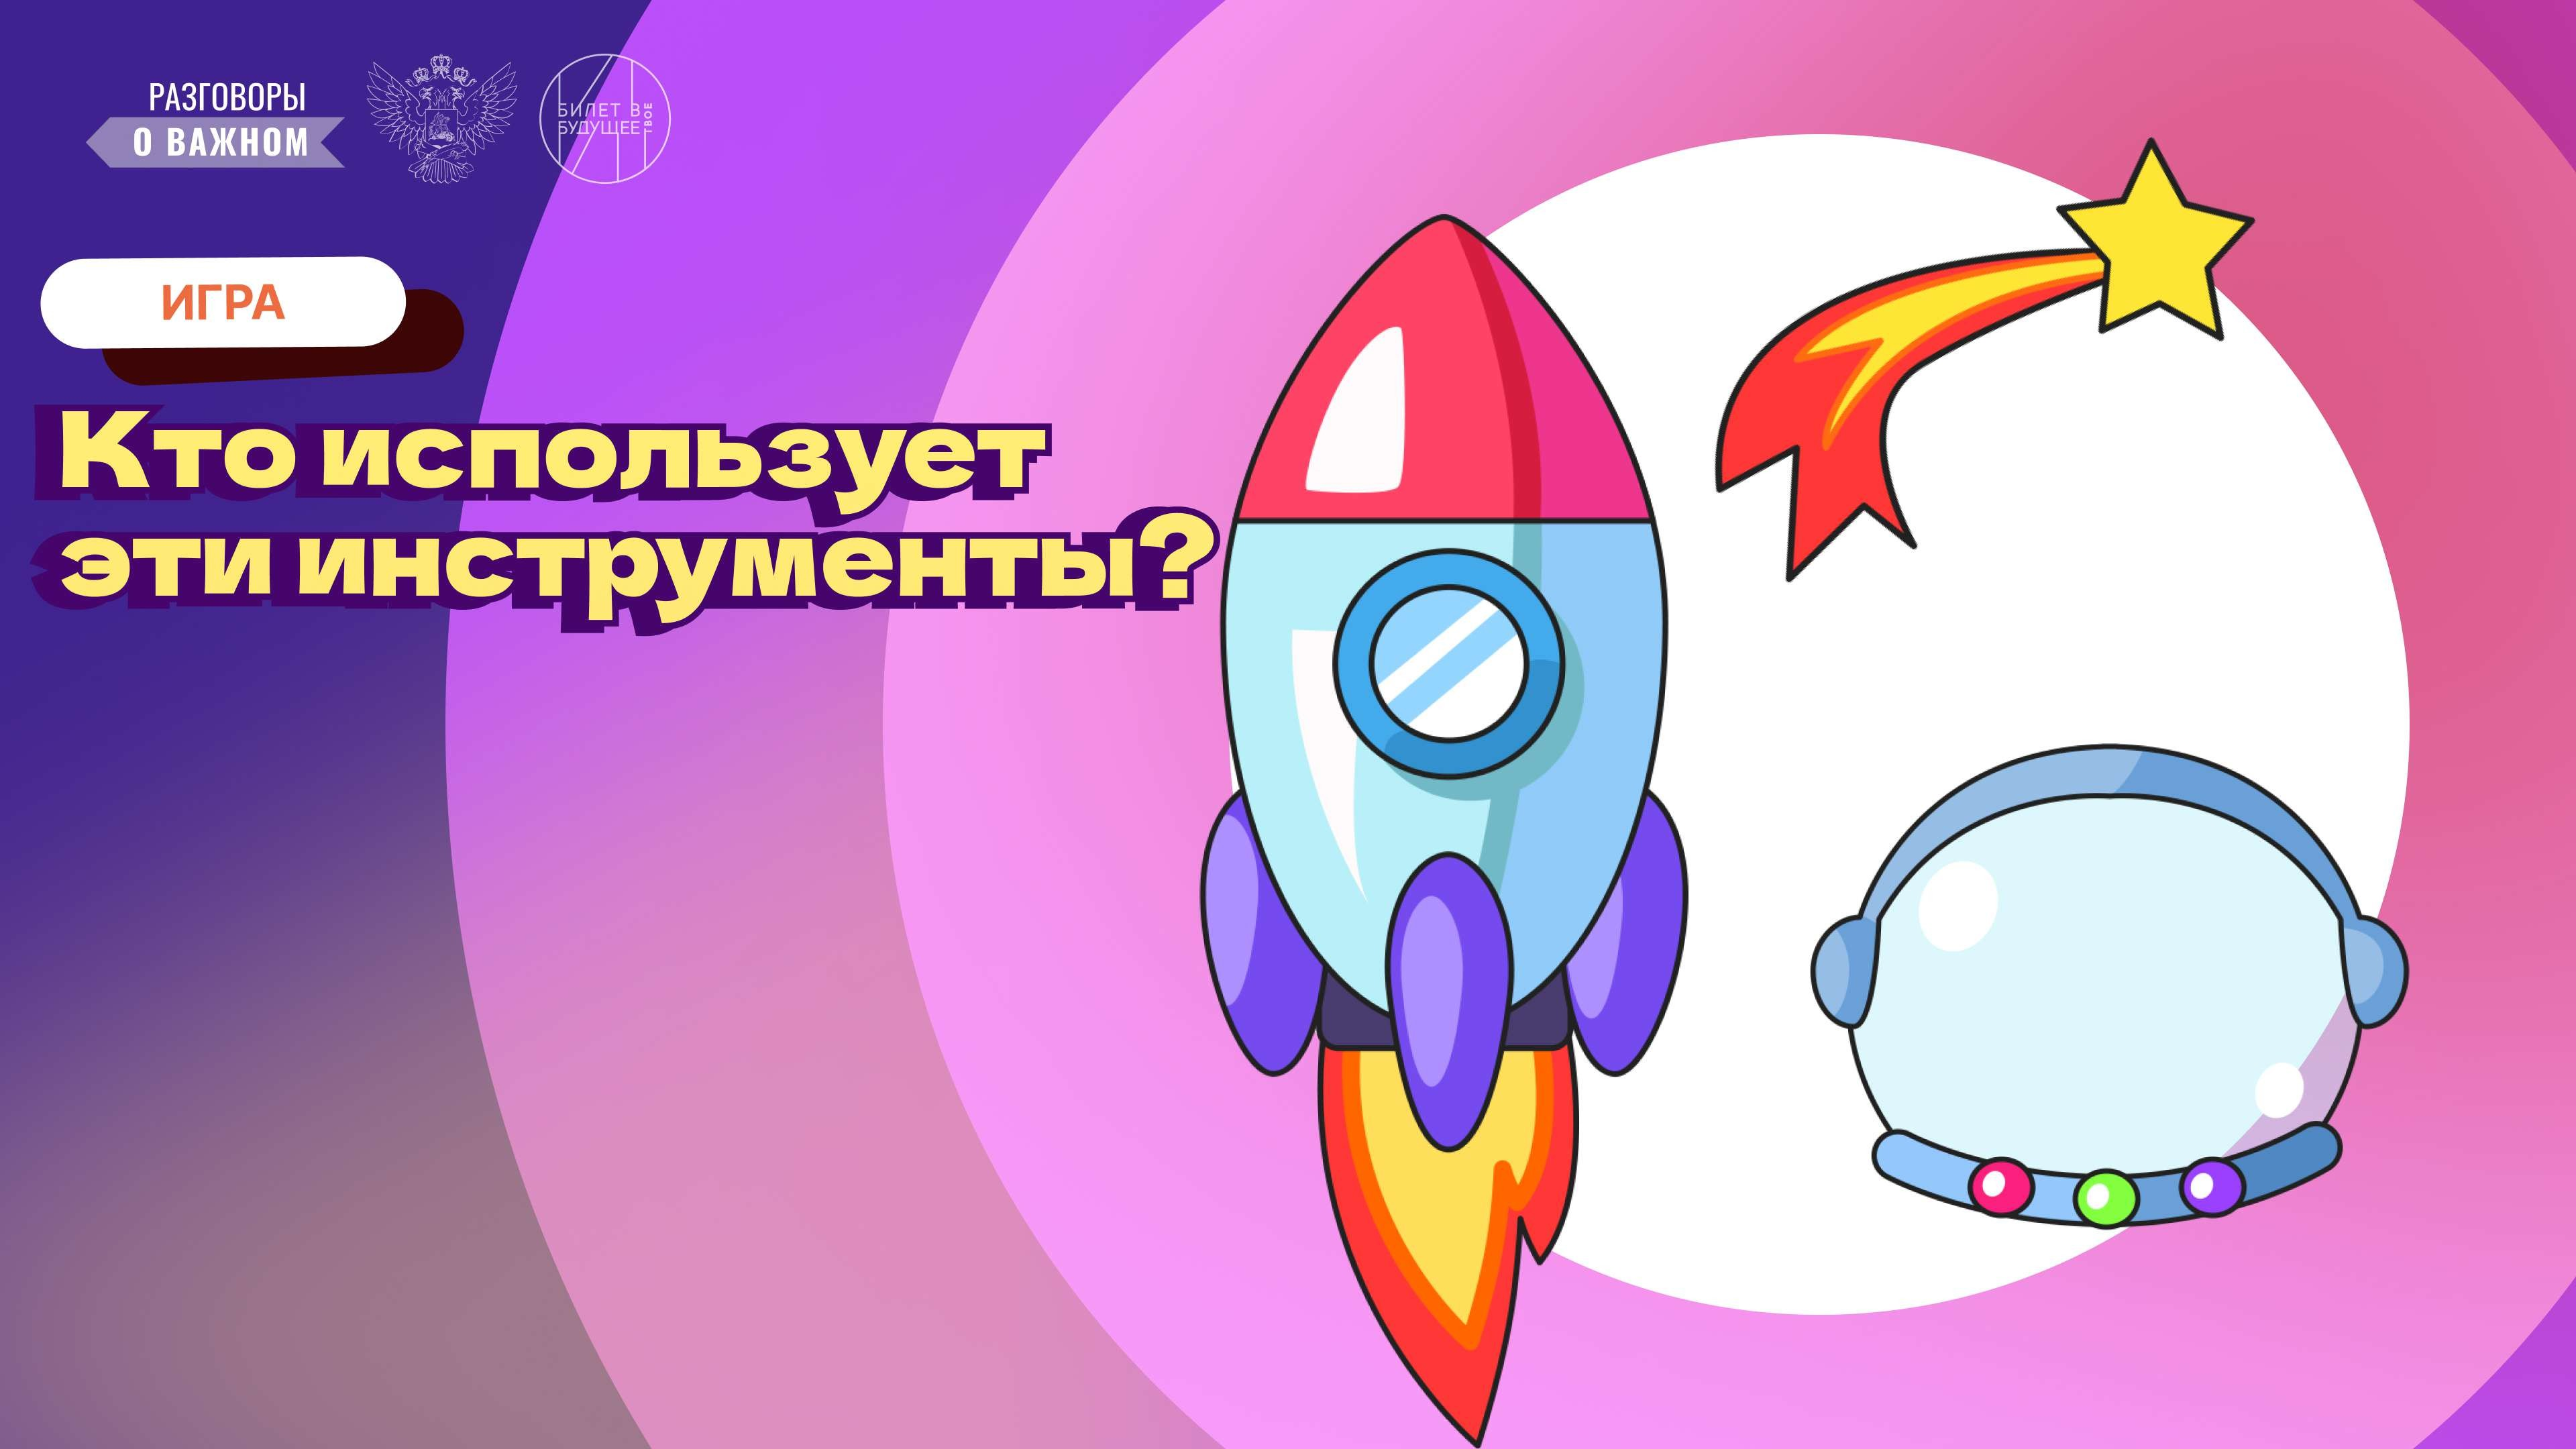 РАЗГОВОРЫ
О ВАЖНОМ
БИЛЕТ В
БУДУЩЕЕ
ТВОЕ
ИГРА
Кто использует
эти инструменты?